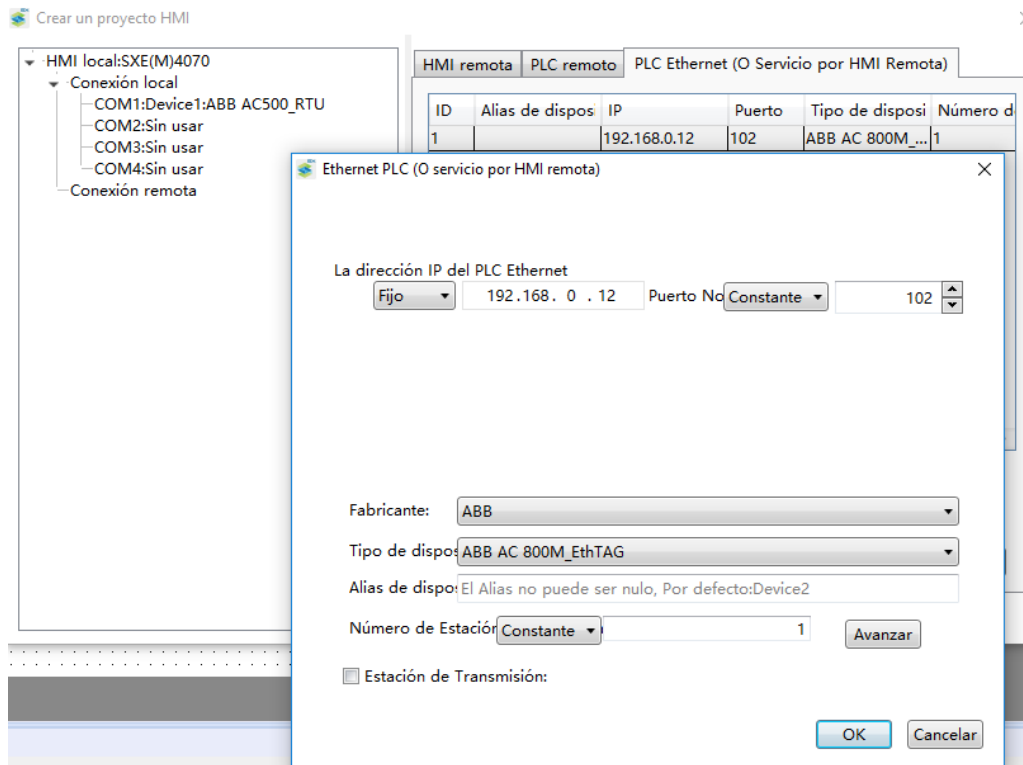 Crear un proyecto HMI
HMI local:SXE(M)4070
Conexión local
COM1:Device1:ABB AC500_RTU
COM2:Sin usar
COM3:Sin usar
COM4:Sin usar
Conexión remota
HMI remota PLC remoto PLC Ethernet (O Servicio por HMI Remota)
ID Alias de disposi IP Puerto Tipo de disposi Número d
1 192.168.0.12 102 ABB AC 800M_... 1
Ethernet PLC (O servicio por HMI remota)
La dirección IP del PLC Ethernet
Fijo 192.168. 0 . 12 Puerto No Constante 102
Fabricante: ABB
Tipo de dispos ABB AC 800M_EthTAG
Alias de dispos El Alias no puede ser nulo, Por defecto:Device2
Número de Estación Constante 1 Avanzar
Estación de Transmisión:
OK Cancelar